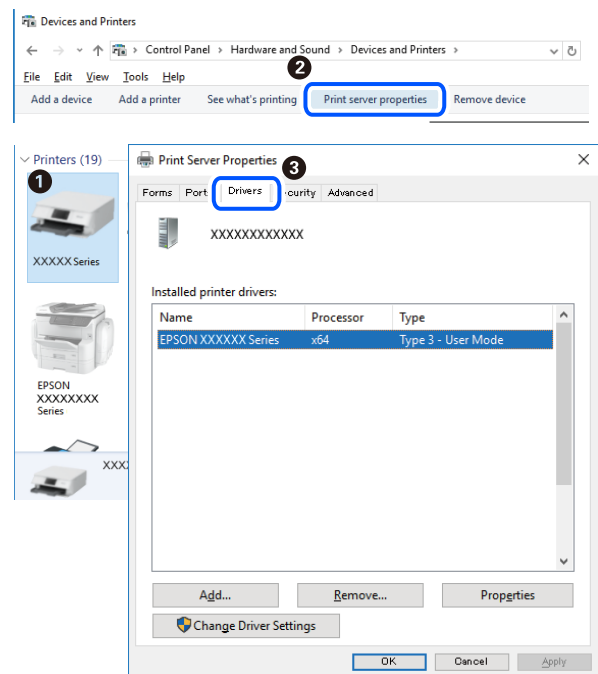 Devices and Printers
Control Panel > Hardware and Sound > Devices and Printers >
2
File Edit View Tools Help
Add a device Add a printer See what's printing Print server properties Remove device
Printers (19)
1
XXXXX Series
EPSON
XXXXXXXX
Series
XXX
Print Server Properties
3
Forms Port Drivers curity Advanced
XXXXXXXXXXXX
Installed printer drivers:
Name Processor Type
EPSON XXXXXX Series x64 Type 3 - User Mode
Add... Remove... Properties
Change Driver Settings
OK Cancel Apply